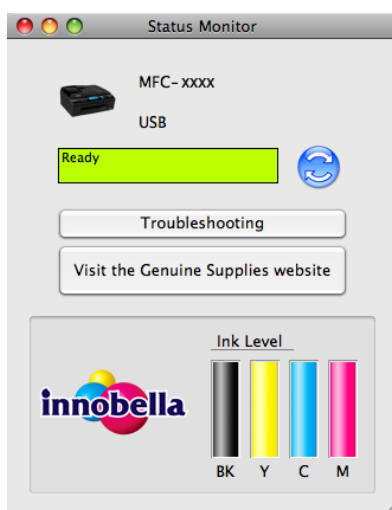 Status Monitor
MFC- xxxx
USB
Ready
Troubleshooting
Visit the Genuine Supplies website
Ink Level
innobella
BK Y C M